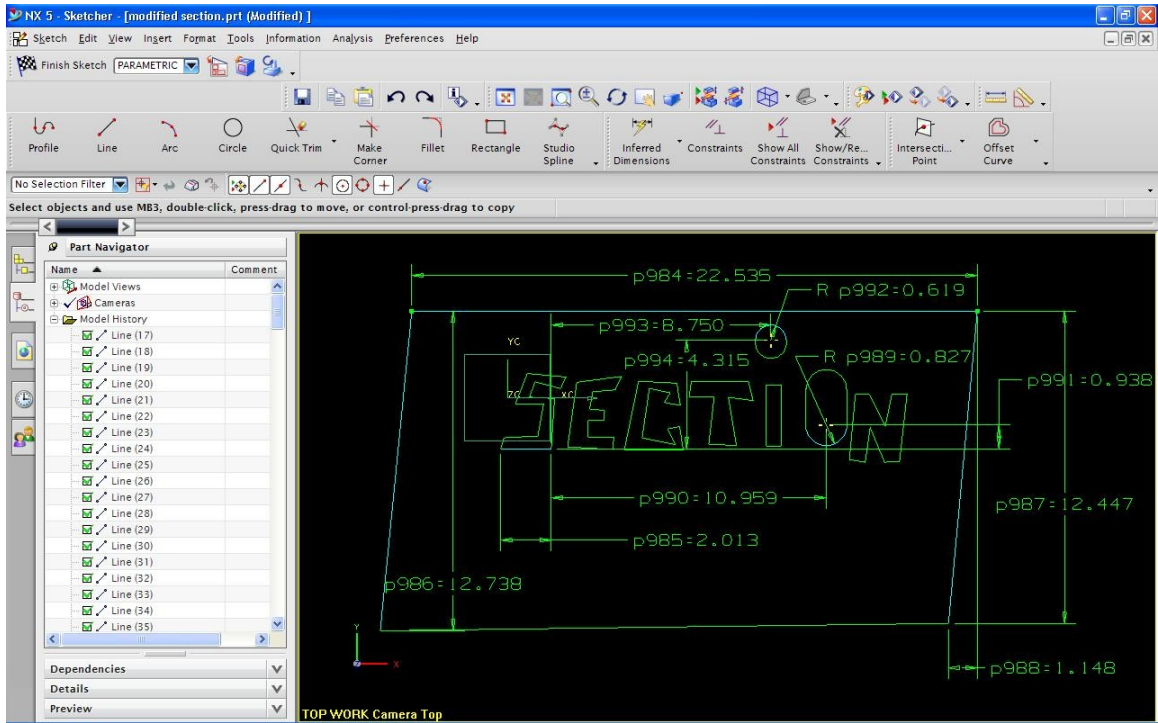 NX 5 - Sketcher - [modified section.prt (Modified) ]
Sketch Edit View Insert Format Tools Information Analysis Preferences Help
Finish Sketch PARAMETRIC
Profile Line Arc Circle Quick Trim Make Corner Fillet Rectangle Studio Spline Inferred Dimensions Constraints Show All Constraints Show/Re... Constraints Intersecti... Point Offset Curve
No Selection Filter
Select objects and use MB3, double-click, press-drag to move, or control-press-drag to copy
Part Navigator
Name Comment
Model Views
Cameras
Model History
Line (17)
Line (18)
Line (19)
Line (20)
Line (21)
Line (22)
Line (23)
Line (24)
Line (25)
Line (26)
Line (27)
Line (28)
Line (29)
Line (30)
Line (31)
Line (32)
Line (33)
Line (34)
Line (35)
Dependencies
Details
Preview
p984=22.535
R p992=0.619
p993=8.750
YC
p994=4.315
R p989=0.827
p991=0.938
ZC XC
SECTION
p990=10.959
p987=12.447
p985=2.013
p986=12.738
Y
X
p988=1.148
TOP WORK Camera Top